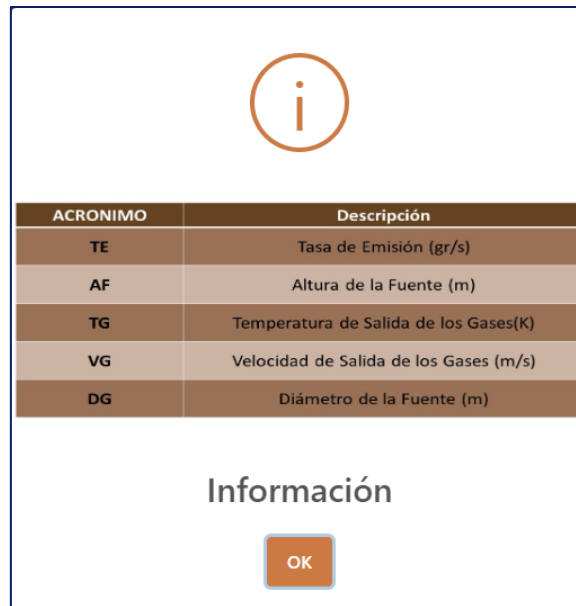 i
ACRONIMO Descripción
TE Tasa de Emisión (gr/s)
AF Altura de la Fuente (m)
TG Temperatura de Salida de los Gases(K)
VG Velocidad de Salida de los Gases (m/s)
DG Diámetro de la Fuente (m)
Información
OK